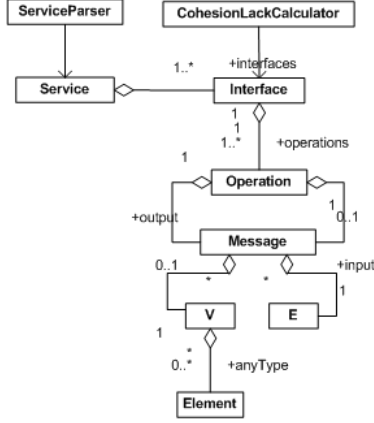 ServiceParser
CohesionLackCalculator
1..*
+interfaces
Service
Interface
1
1
1..*
+operations
1
Operation
1
0..1
+output
Message
0..1
*
*
+input
1
V
E
1
*
0..*
+anyType
Element